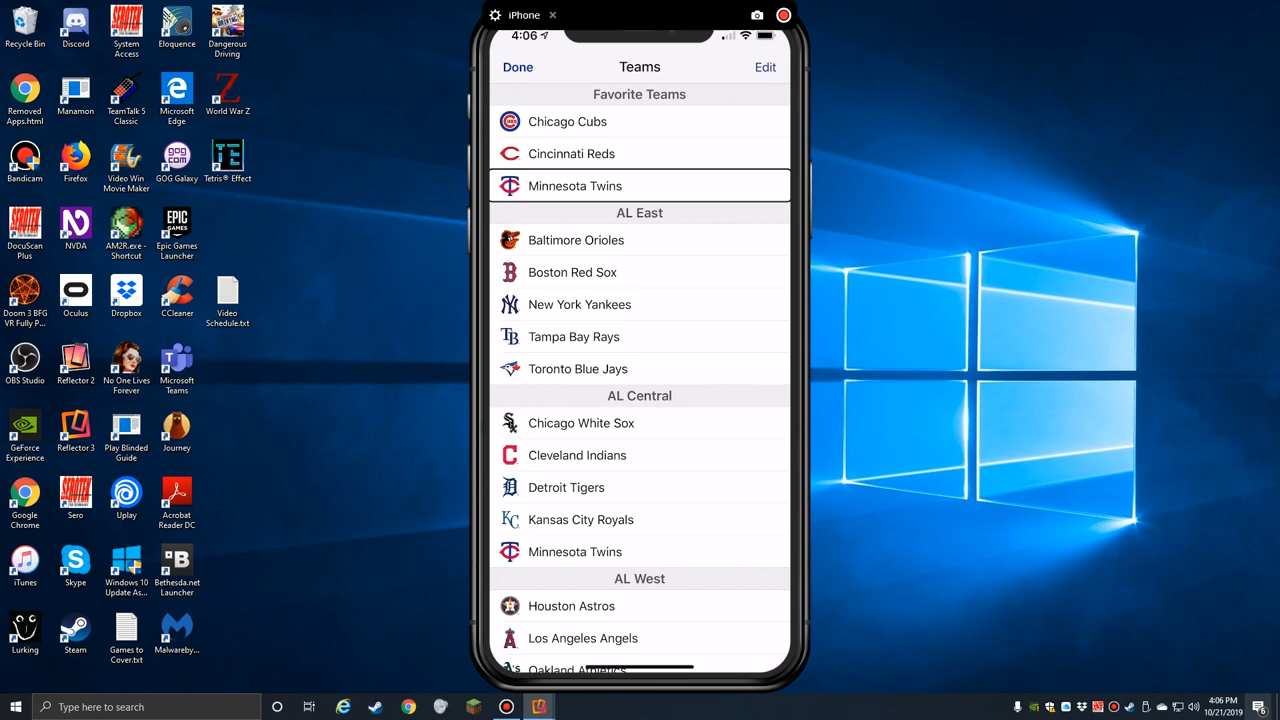 iPhone
4:06
Done
Teams
Edit
Favorite Teams
Chicago Cubs
Cincinnati Reds
Minnesota Twins
AL East
Baltimore Orioles
Boston Red Sox
New York Yankees
Tampa Bay Rays
Toronto Blue Jays
AL Central
Chicago White Sox
Cleveland Indians
Detroit Tigers
Kansas City Royals
Minnesota Twins
AL West
Houston Astros
Los Angeles Angels
Oakland Athletics
Recycle Bin
Discord
System
Access
Eloquence
Dangerous
Driving
Removed
Apps.html
Manamon
TeamTalk 5
Classic
Microsoft
Edge
World War Z
Bandicam
Firefox
Video Win
Movie Maker
GOG Galaxy
Tetris® Effect
DocuScan
Plus
NVDA
AM2R.exe -
Shortcut
Epic Games
Launcher
Doom 3 BFG
VR Fully P...
Oculus
Dropbox
CCleaner
Video
Schedule.txt
OBS Studio
Reflector 2
No One Lives
Forever
Microsoft
Teams
GeForce
Experience
Reflector 3
Play Blinded
Guide
Journey
Google
Chrome
Sero
Uplay
Acrobat
Reader DC
iTunes
Skype
Windows 10
Update As...
Bethesda.net
Launcher
Lurking
Steam
Games to
Cover.txt
Malwareby...
Type here to search
4:06 PM
10/21/2019
6